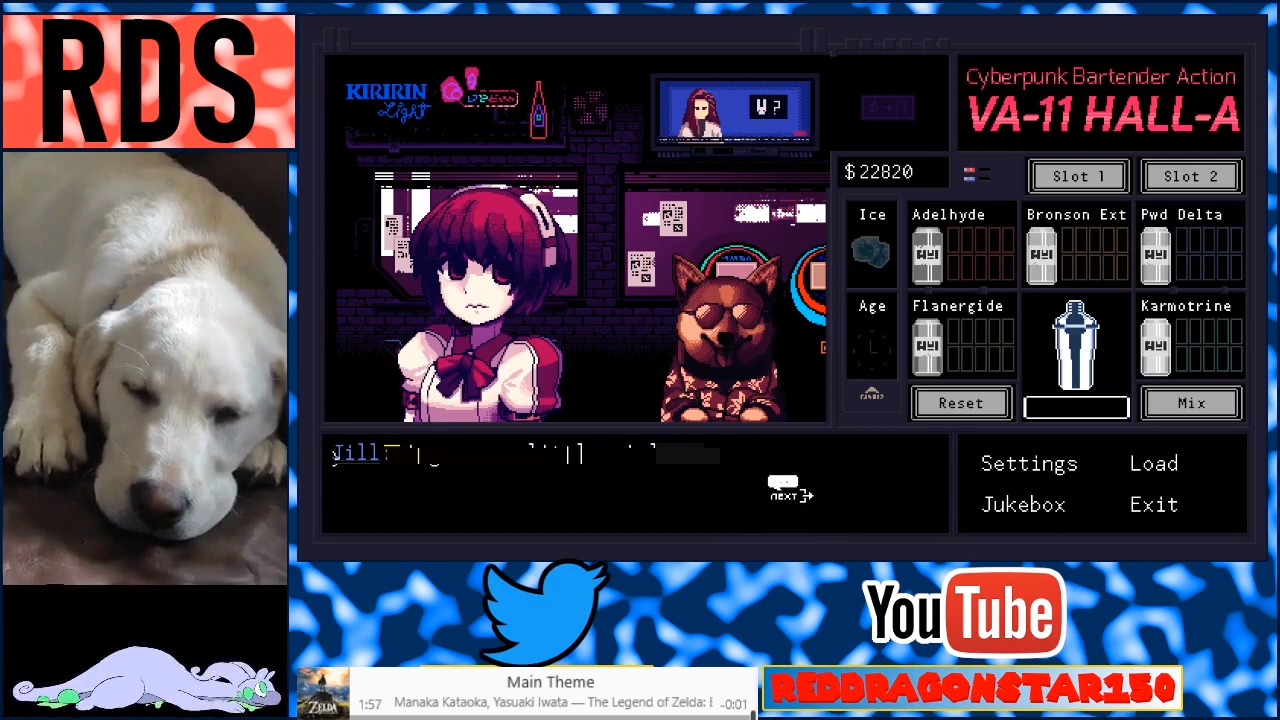 RDS
KIRIRIN
Light
Cyberpunk Bartender Action
VA-11 HALL-A
$22820
Slot 1
Slot 2
Ice
Adelhyde
Bronson Ext
Pwd Delta
Age
Flanergide
Karmotrine
Reset
Mix
Jill
NEXT
Settings
Load
Jukebox
Exit
YouTube
ZELDA
Main Theme
1:57
Manaka Kataoka, Yasuaki Iwata — The Legend of Zelda:
-0:01
REDDRAGONSTAR150